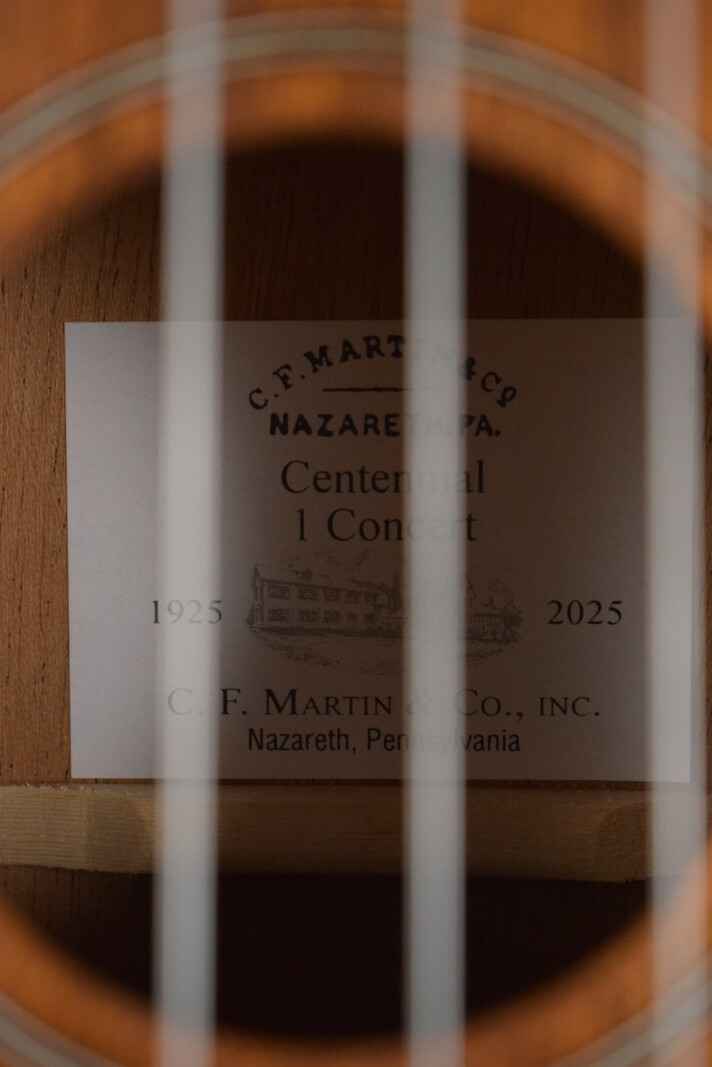 C. F. MARTIN & Co
NAZARETH, PA.
Centennial
1 Concert
1925 2025
C. F. MARTIN & CO., INC.
Nazareth, Pennsylvania